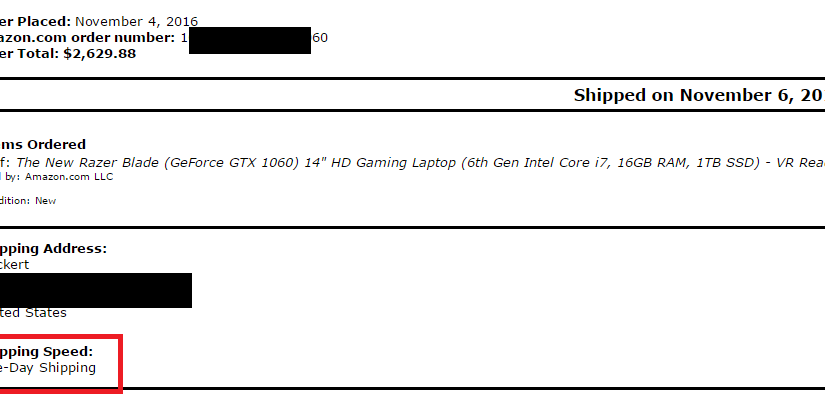 er Placed: November 4, 2016
azon.com order number: 1 60
er Total: $2,629.88
Shipped on November 6, 20
ms Ordered
f: The New Razer Blade (GeForce GTX 1060) 14" HD Gaming Laptop (6th Gen Intel Core i7, 16GB RAM, 1TB SSD) - VR Rea
d by: Amazon.com LLC
dition: New
pping Address:
ckert
ted States
pping Speed:
e-Day Shipping